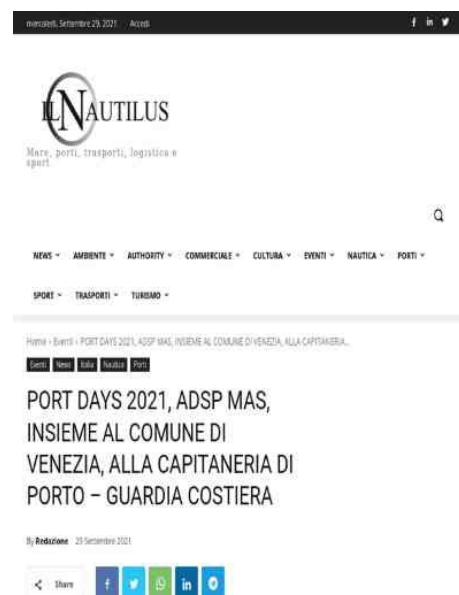 mercoledì, Settembre 29, 2021 Accedi
IL NAUTILUS
Mare, porti, trasporti, logistica e
sport
NEWS AMBIENTE AUTHORITY COMMERCIALE CULTURA EVENTI NAUTICA PORTI
SPORT TRASPORTI TURISMO
Home › Eventi › PORT DAYS 2021, ADSP MAS, INSIEME AL COMUNE DI VENEZIA, ALLA CAPITANERIA...
Eventi News Italia Nautica Porti
PORT DAYS 2021, ADSP MAS,
INSIEME AL COMUNE DI
VENEZIA, ALLA CAPITANERIA DI
PORTO – GUARDIA COSTIERA
By Redazione 25 Settembre 2021
Share